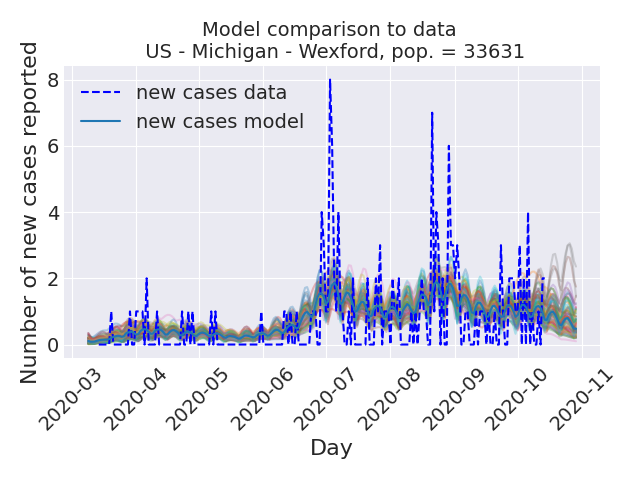 Model comparison to data
US - Michigan - Wexford, pop. = 33631
Number of new cases reported
8
6
4
2
0
new cases data
new cases model
2020-03
2020-04
2020-05
2020-06
2020-07
2020-08
2020-09
2020-10
2020-11
Day